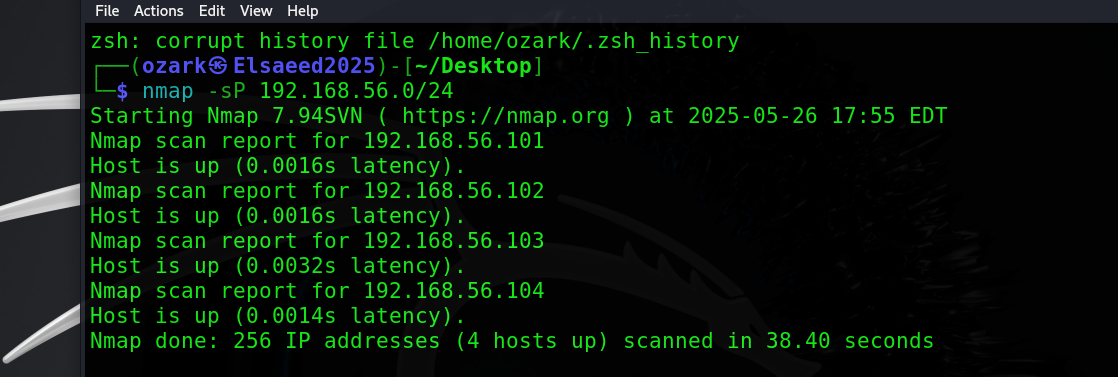 File Actions Edit View Help
zsh: corrupt history file /home/ozark/.zsh_history
┌──(ozark㉿Elsaeed2025)-[~/Desktop]
└─$ nmap -sP 192.168.56.0/24
Starting Nmap 7.94SVN ( https://nmap.org ) at 2025-05-26 17:55 EDT
Nmap scan report for 192.168.56.101
Host is up (0.0016s latency).
Nmap scan report for 192.168.56.102
Host is up (0.0016s latency).
Nmap scan report for 192.168.56.103
Host is up (0.0032s latency).
Nmap scan report for 192.168.56.104
Host is up (0.0014s latency).
Nmap done: 256 IP addresses (4 hosts up) scanned in 38.40 seconds